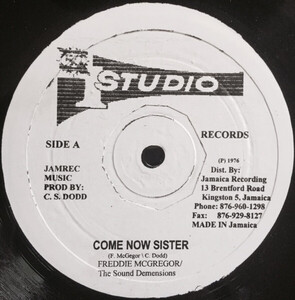 1 STUDIO
SIDE A
RECORDS
JAMREC
MUSIC
PROD BY:
C. S. DODD
(P) 1976
Dist. By:
Jamaica Recording
13 Brentford Road
Kingston 5, Jamaica
Phone: 876-960-1298
Fax: 876-929-8127
MADE IN Jamaica
COME NOW SISTER
(F. McGegor \ C. Dodd)
FREDDIE MCGREGOR/
The Sound Demensions